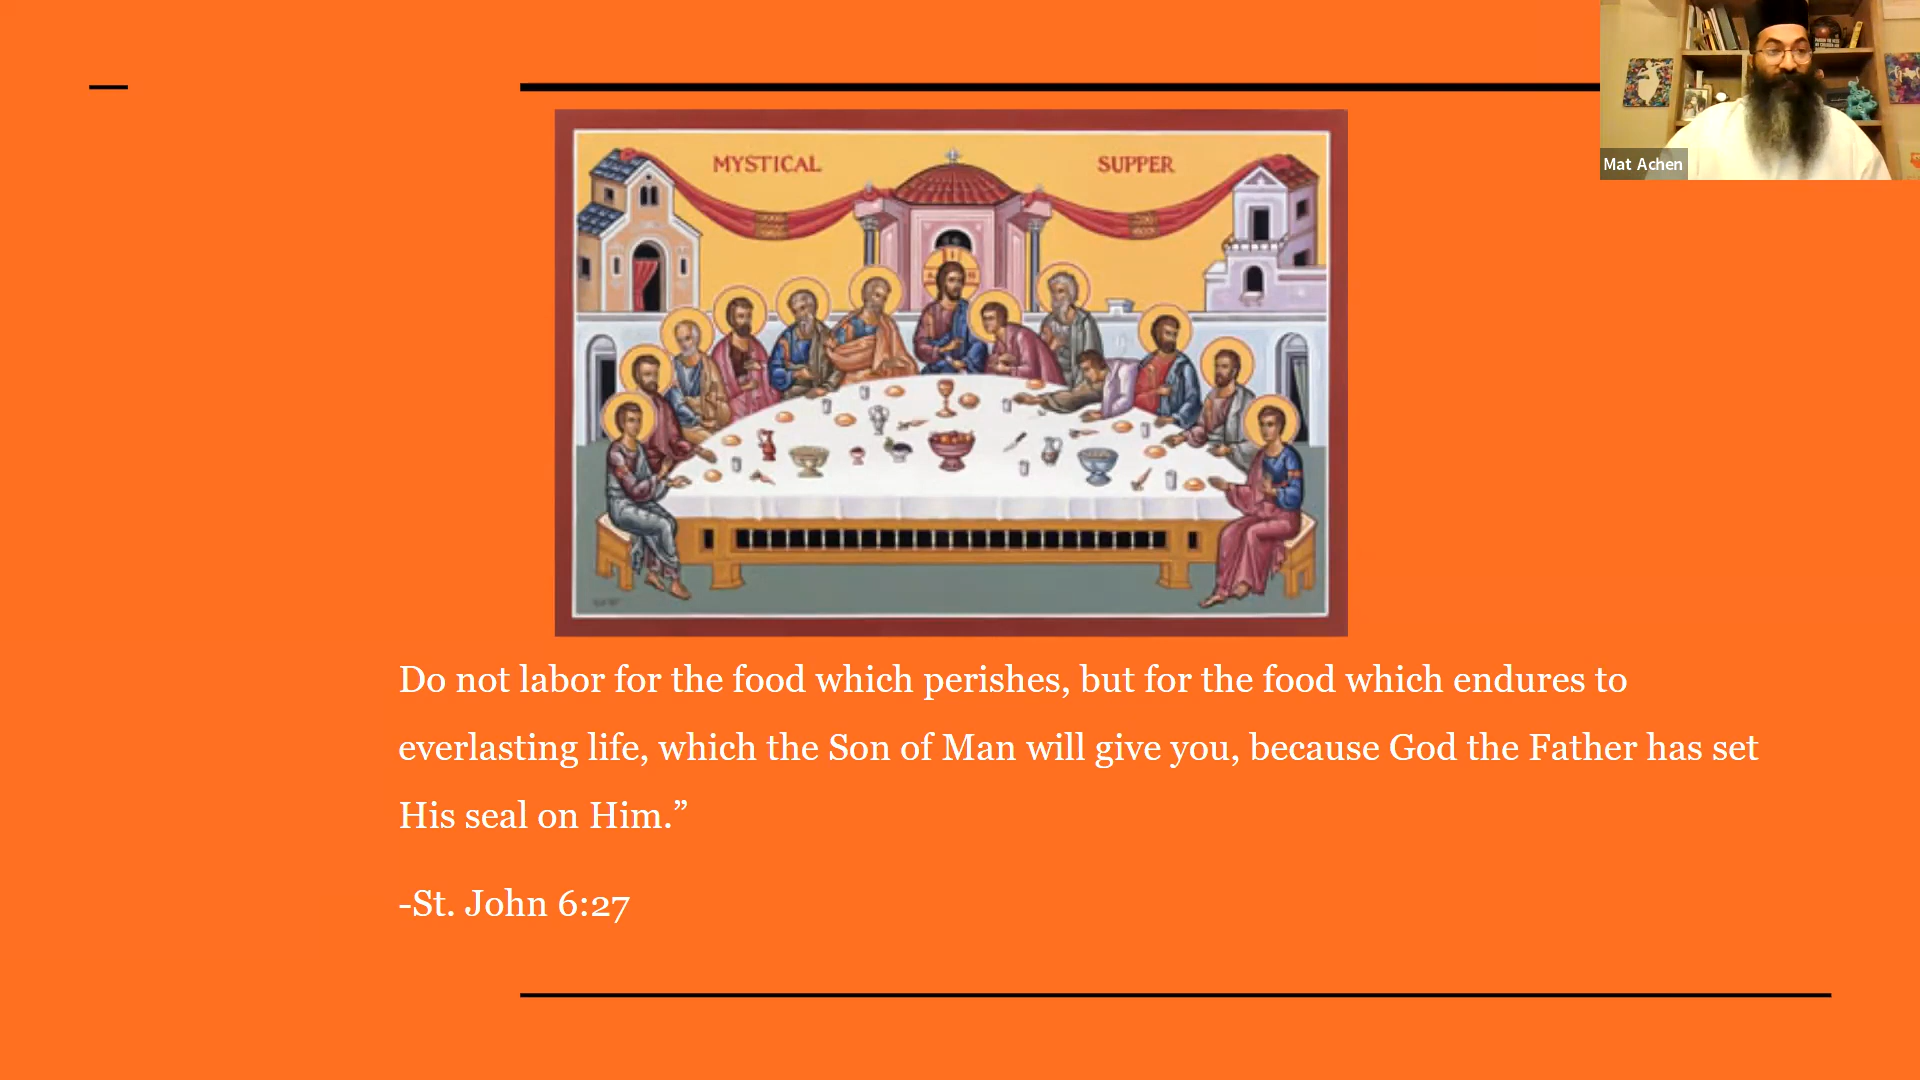 MYSTICAL SUPPER
Mat Achen
Do not labor for the food which perishes, but for the food which endures to
everlasting life, which the Son of Man will give you, because God the Father has set
His seal on Him.”
-St. John 6:27